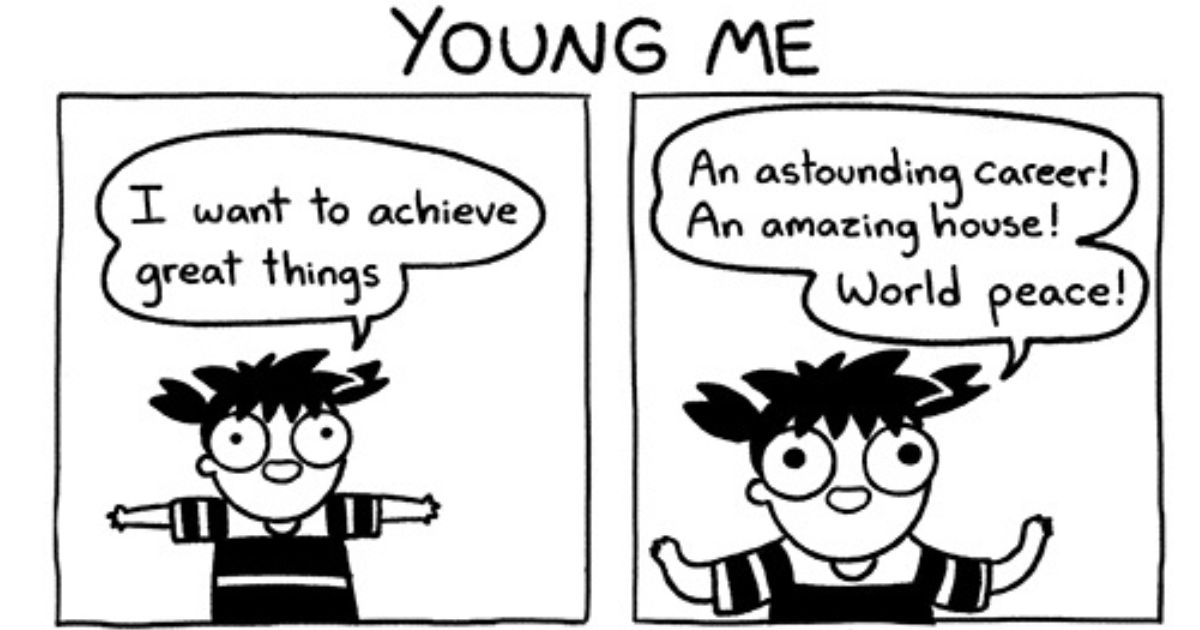 YOUNG ME
I want to achieve
great things
An astounding career!
An amazing house!
World peace!